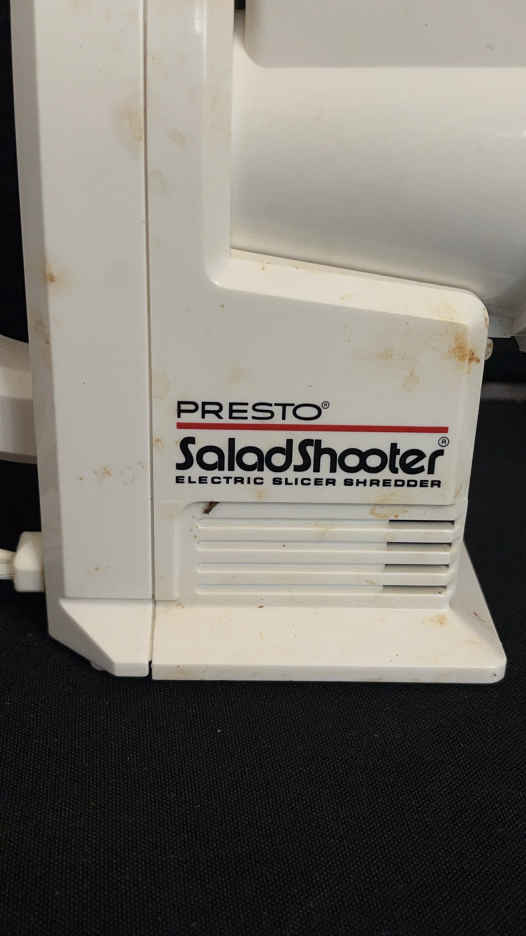 PRESTO®
SaladShooter®
ELECTRIC SLICER SHREDDER